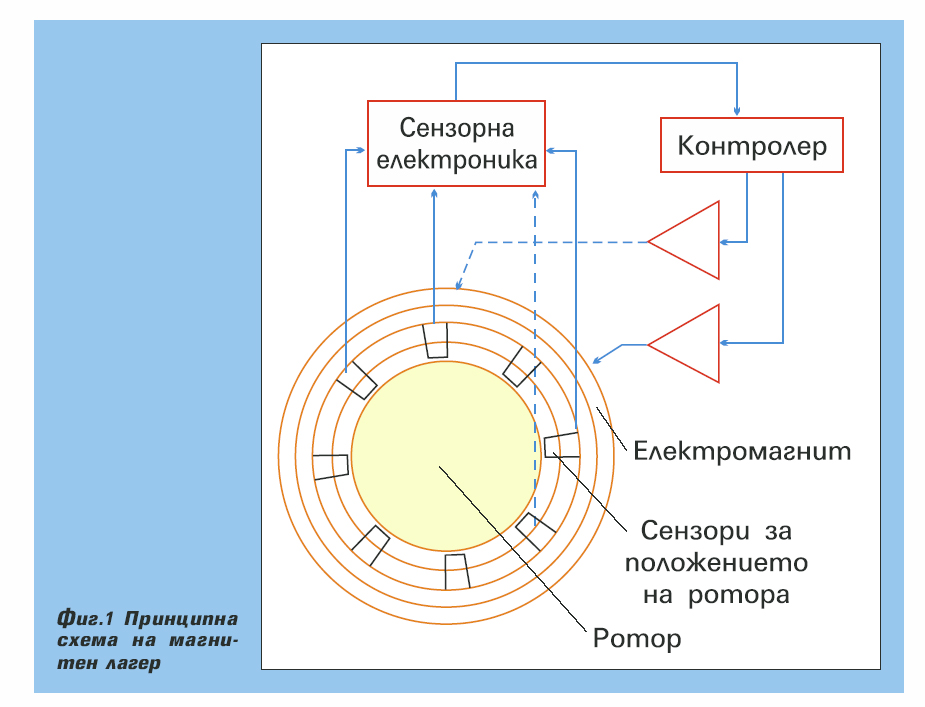 Сензорна
електроника
Контролер
Електромагнит
Сензори за
положението
на ротора
Ротор
Фиг.1 Принципна
схема на магни-
тен лагер